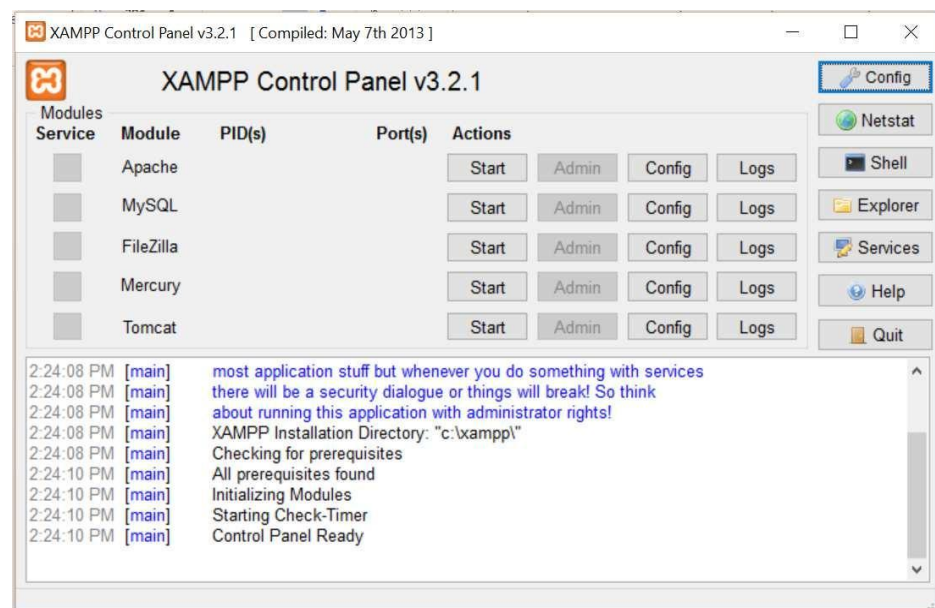 XAMPP Control Panel v3.2.1 [ Compiled: May 7th 2013 ]
XAMPP Control Panel v3.2.1
Config
Modules
Service Module PID(s) Port(s) Actions
Netstat
Apache Start Admin Config Logs
Shell
MySQL Start Admin Config Logs
Explorer
FileZilla Start Admin Config Logs
Services
Mercury Start Admin Config Logs
Help
Tomcat Start Admin Config Logs
Quit
2:24:08 PM [main] most application stuff but whenever you do something with services
2:24:08 PM [main] there will be a security dialogue or things will break! So think
2:24:08 PM [main] about running this application with administrator rights!
2:24:08 PM [main] XAMPP Installation Directory: "c:\xampp\"
2:24:08 PM [main] Checking for prerequisites
2:24:10 PM [main] All prerequisites found
2:24:10 PM [main] Initializing Modules
2:24:10 PM [main] Starting Check-Timer
2:24:10 PM [main] Control Panel Ready